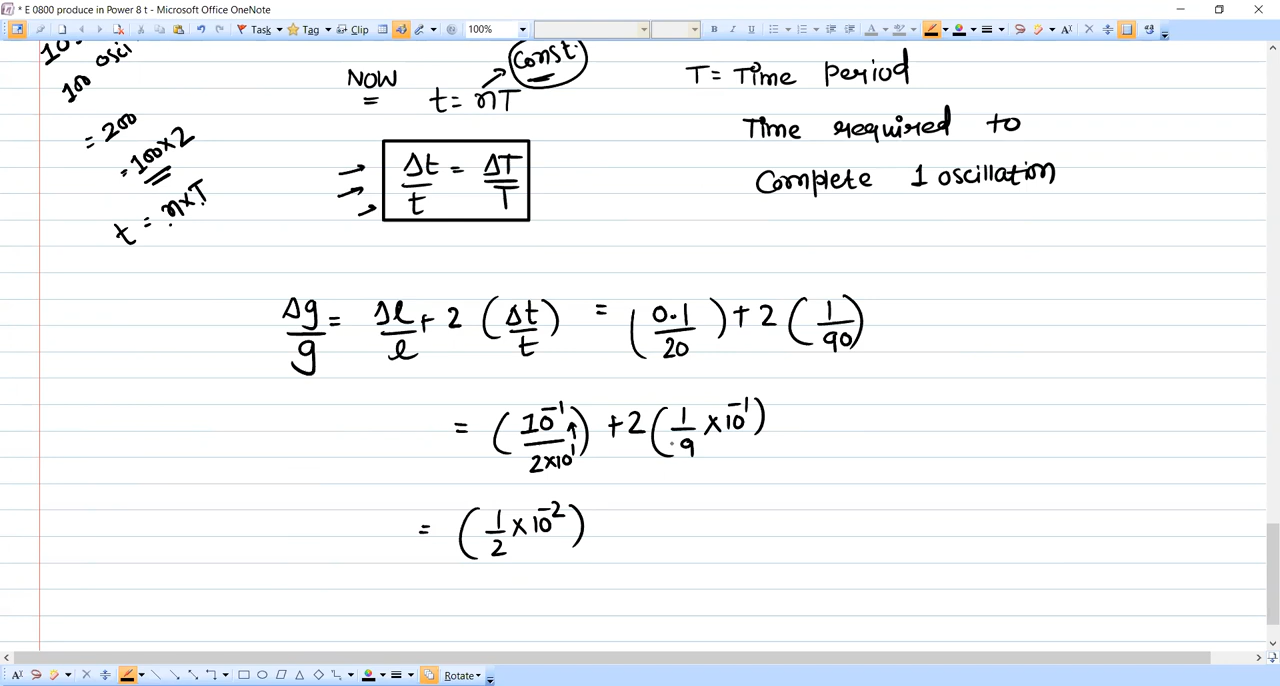 * E 0800 produce in Power 8 t - Microsoft Office OneNote
Task Tag Clip 100%
100 osci
= 200
= 100×2
t = n×T
NOW
=
t = nT
Const.
Δt/t = ΔT/T
T = Time period
Time required to
Complete 1 oscillation
Δg/g = Δl/l + 2 (Δt/t) = (0.1/20) + 2 (1/90)
= (10⁻¹/2×10¹) + 2 (1/9 × 10⁻¹)
= (1/2 × 10⁻²)
Rotate